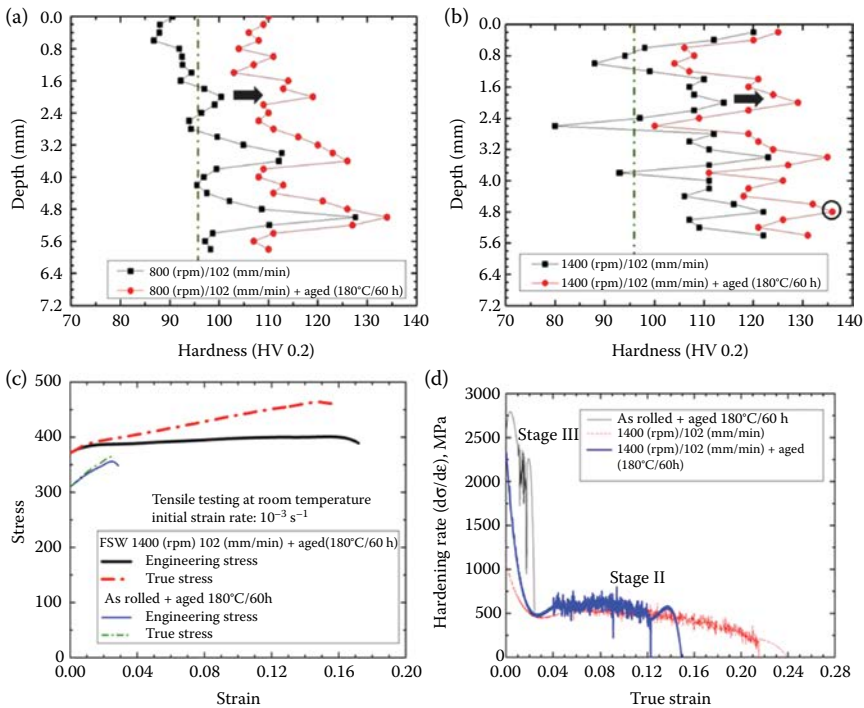 (a)
0.0
0.8
1.6
2.4
3.2
4.0
4.8
5.6
6.4
7.2
Depth (mm)
800 (rpm)/102 (mm/min)
800 (rpm)/102 (mm/min) + aged (180°C/60 h)
70 80 90 100 110 120 130 140
Hardness (HV 0.2)
(b)
0.0
0.8
1.6
2.4
3.2
4.0
4.8
5.6
6.4
7.2
Depth (mm)
1400 (rpm)/102 (mm/min)
1400 (rpm)/102 (mm/min) + aged (180°C/60 h)
70 80 90 100 110 120 130 140
Hardness (HV 0.2)
(c)
500
400
300
200
100
0
Stress
Tensile testing at room temperature
initial strain rate: 10⁻³ s⁻¹
FSW 1400 (rpm) 102 (mm/min) + aged(180°C/60 h)
Engineering stress
True stress
As rolled + aged 180°C/60h
Engineering stress
True stress
0.00 0.04 0.08 0.12 0.16 0.20
Strain
(d)
3000
2500
2000
1500
1000
500
0
Hardening rate (dσ/dε), MPa
As rolled + aged 180°C/60 h
1400 (rpm)/102 (mm/min)
1400 (rpm)/102 (mm/min) + aged
(180°C/60h)
Stage III
Stage II
0.00 0.04 0.08 0.12 0.16 0.20 0.24 0.28
True strain